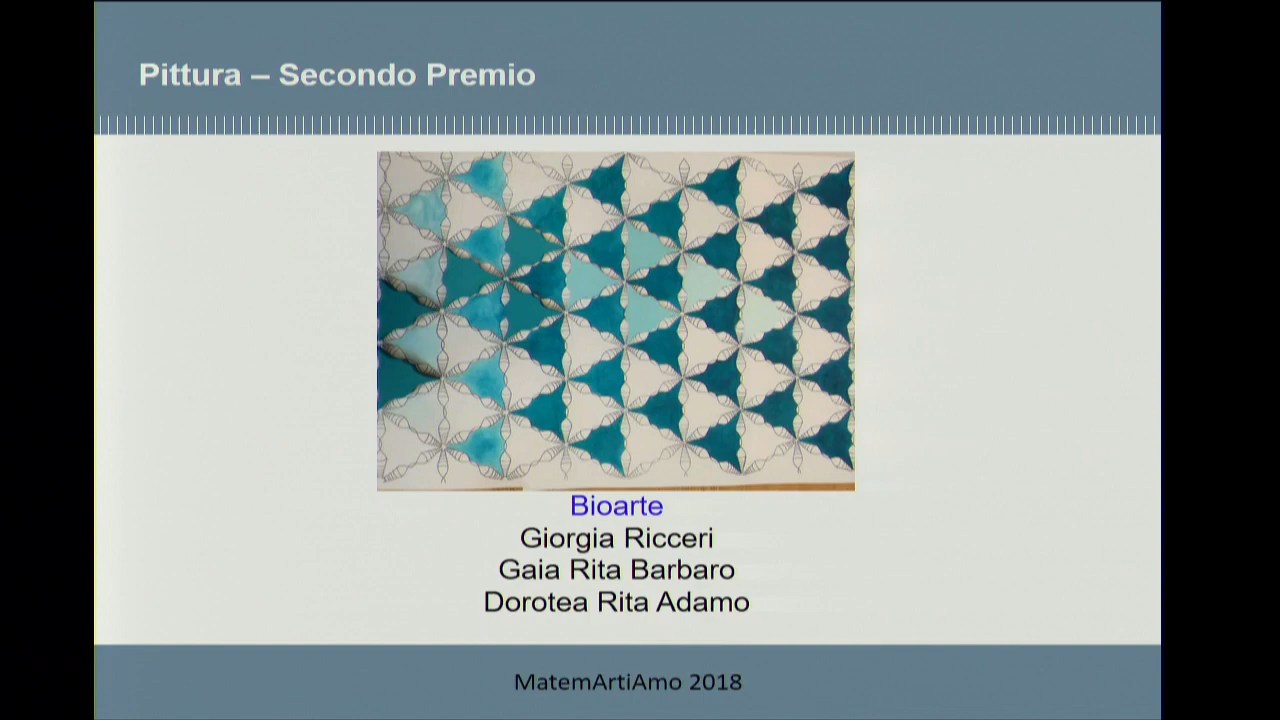 Pittura – Secondo Premio
Bioarte
Giorgia Ricceri
Gaia Rita Barbaro
Dorotea Rita Adamo
MatemArtiAmo 2018